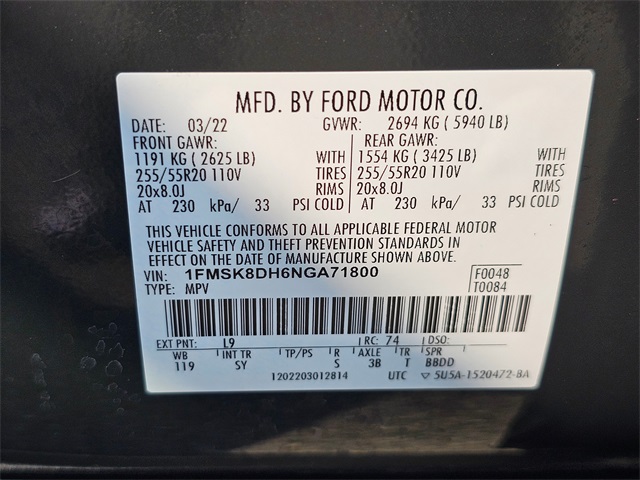 MFD. BY FORD MOTOR CO.
DATE: 03/22 GVWR: 2694 KG ( 5940 LB)
FRONT GAWR: REAR GAWR:
1191 KG ( 2625 LB) WITH 1554 KG ( 3425 LB) WITH
255/55R20 110V TIRES 255/55R20 110V TIRES
20x8.0J RIMS 20x8.0J RIMS
AT 230 kPa/ 33 PSI COLD AT 230 kPa/ 33 PSI COLD
THIS VEHICLE CONFORMS TO ALL APPLICABLE FEDERAL MOTOR
VEHICLE SAFETY AND THEFT PREVENTION STANDARDS IN
EFFECT ON THE DATE OF MANUFACTURE SHOWN ABOVE.
VIN: 1FMSK8DH6NGA71800 F0048
TYPE: MPV T0084
EXT PNT: L9 RC: 74 DSO:
WB INT TR TP/PS R AXLE TR SPR
119 SY S 3B T BBDD
1202203012814 UTC ▽ 5U5A-1520472-BA